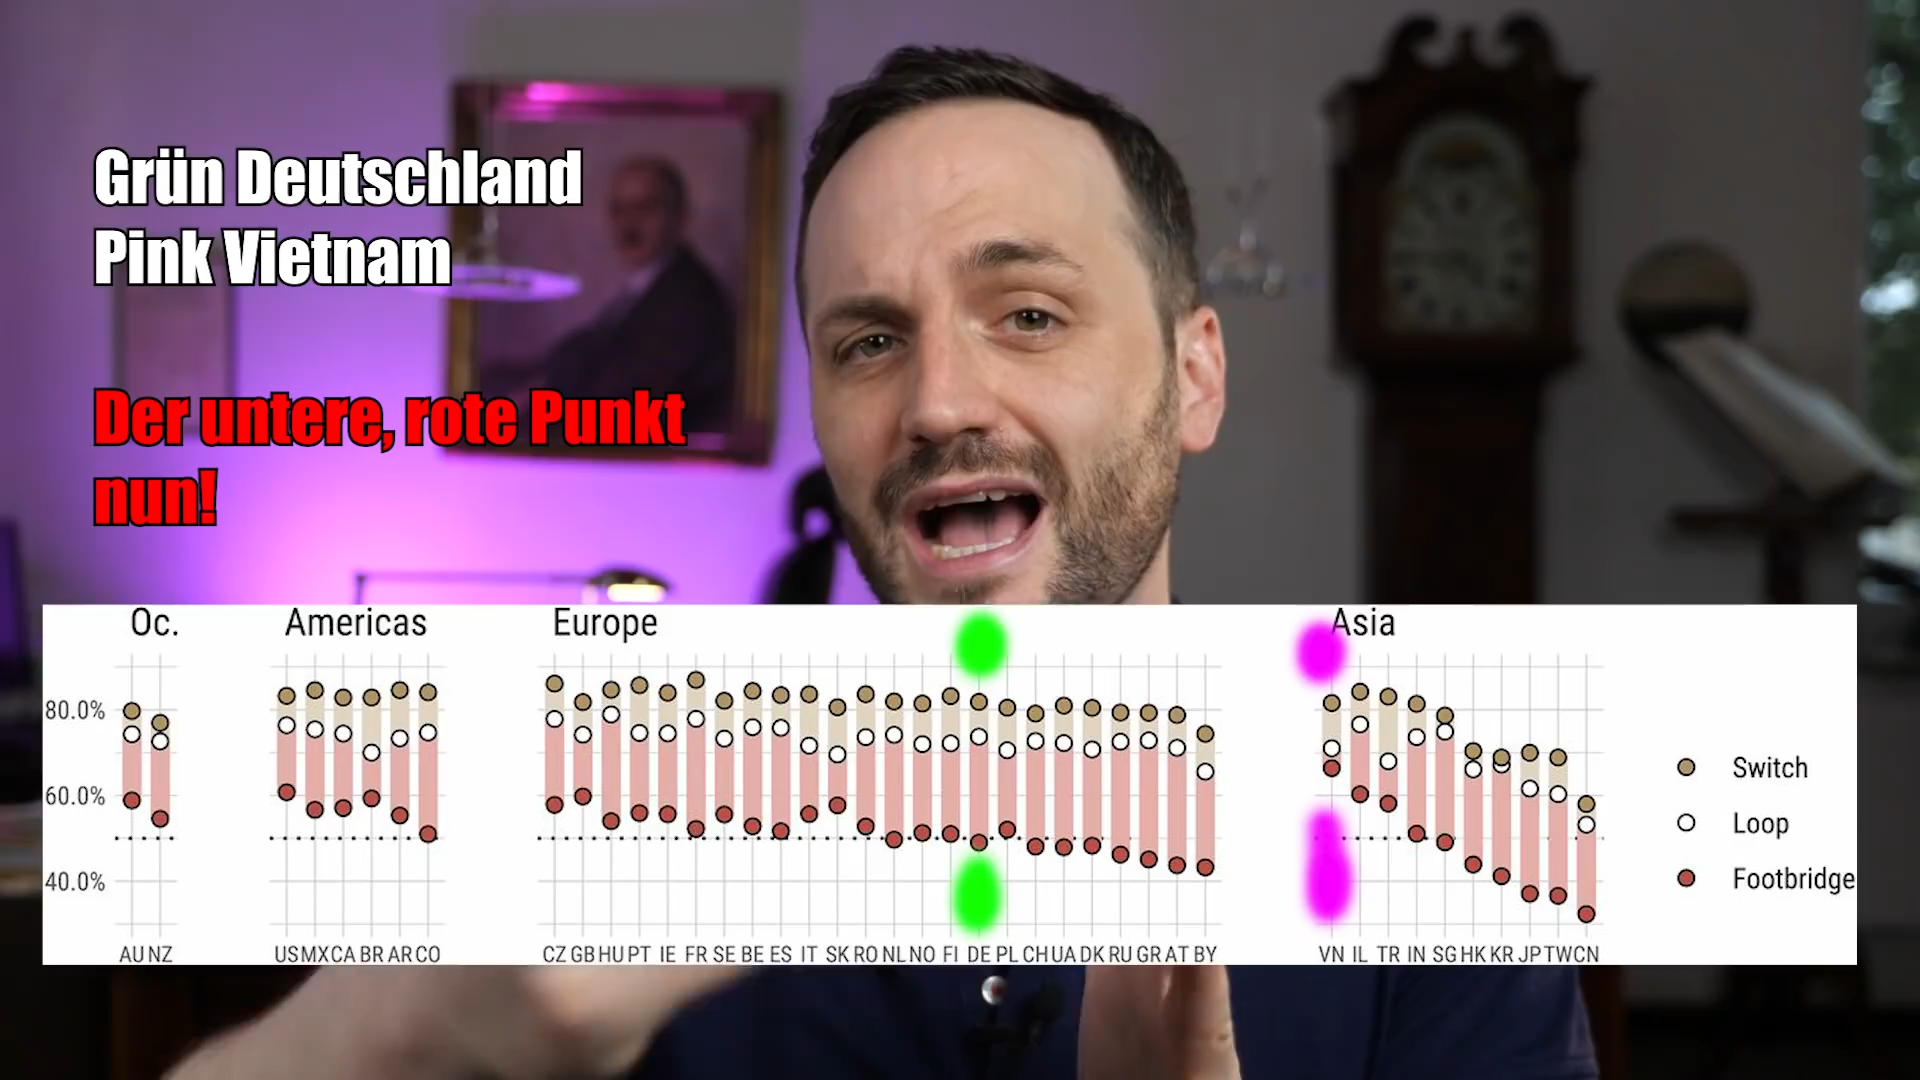 Grün Deutschland
Pink Vietnam
Der untere, rote Punkt
nun!
Oc. Americas Europe Asia
80.0%
60.0%
40.0%
Switch
Loop
Footbridge
AU NZ US MX CA BR AR CO CZ GB HU PT IE FR SE BE ES IT SK RO NL NO FI DE PL CH UA DK RU GR AT BY VN IL TR IN SG HK KR JP TW CN